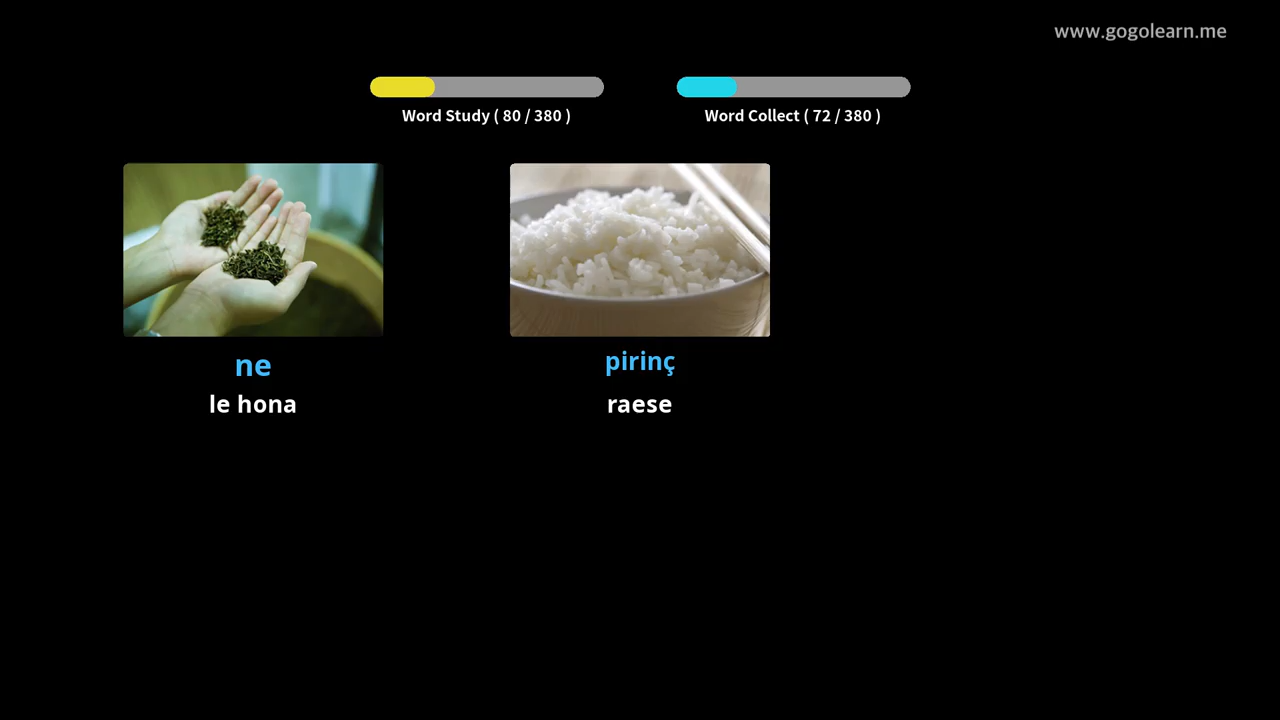 www.gogolearn.me
Word Study ( 80 / 380 )
Word Collect ( 72 / 380 )
ne
le hona
pirinç
raese